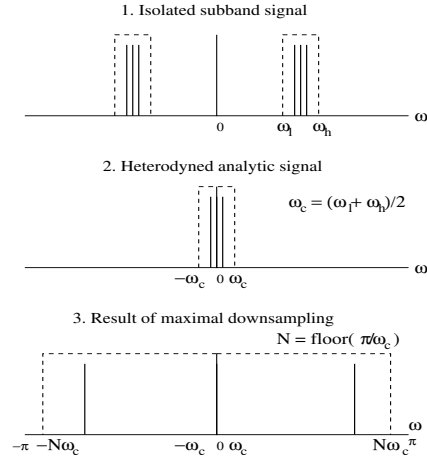 1. Isolated subband signal
0 ω_l ω_h ω
2. Heterodyned analytic signal
ω_c = (ω_l + ω_h)/2
−ω_c 0 ω_c ω
3. Result of maximal downsampling
N = floor( π/ω_c )
ω
−π −Nω_c −ω_c 0 ω_c Nω_c π